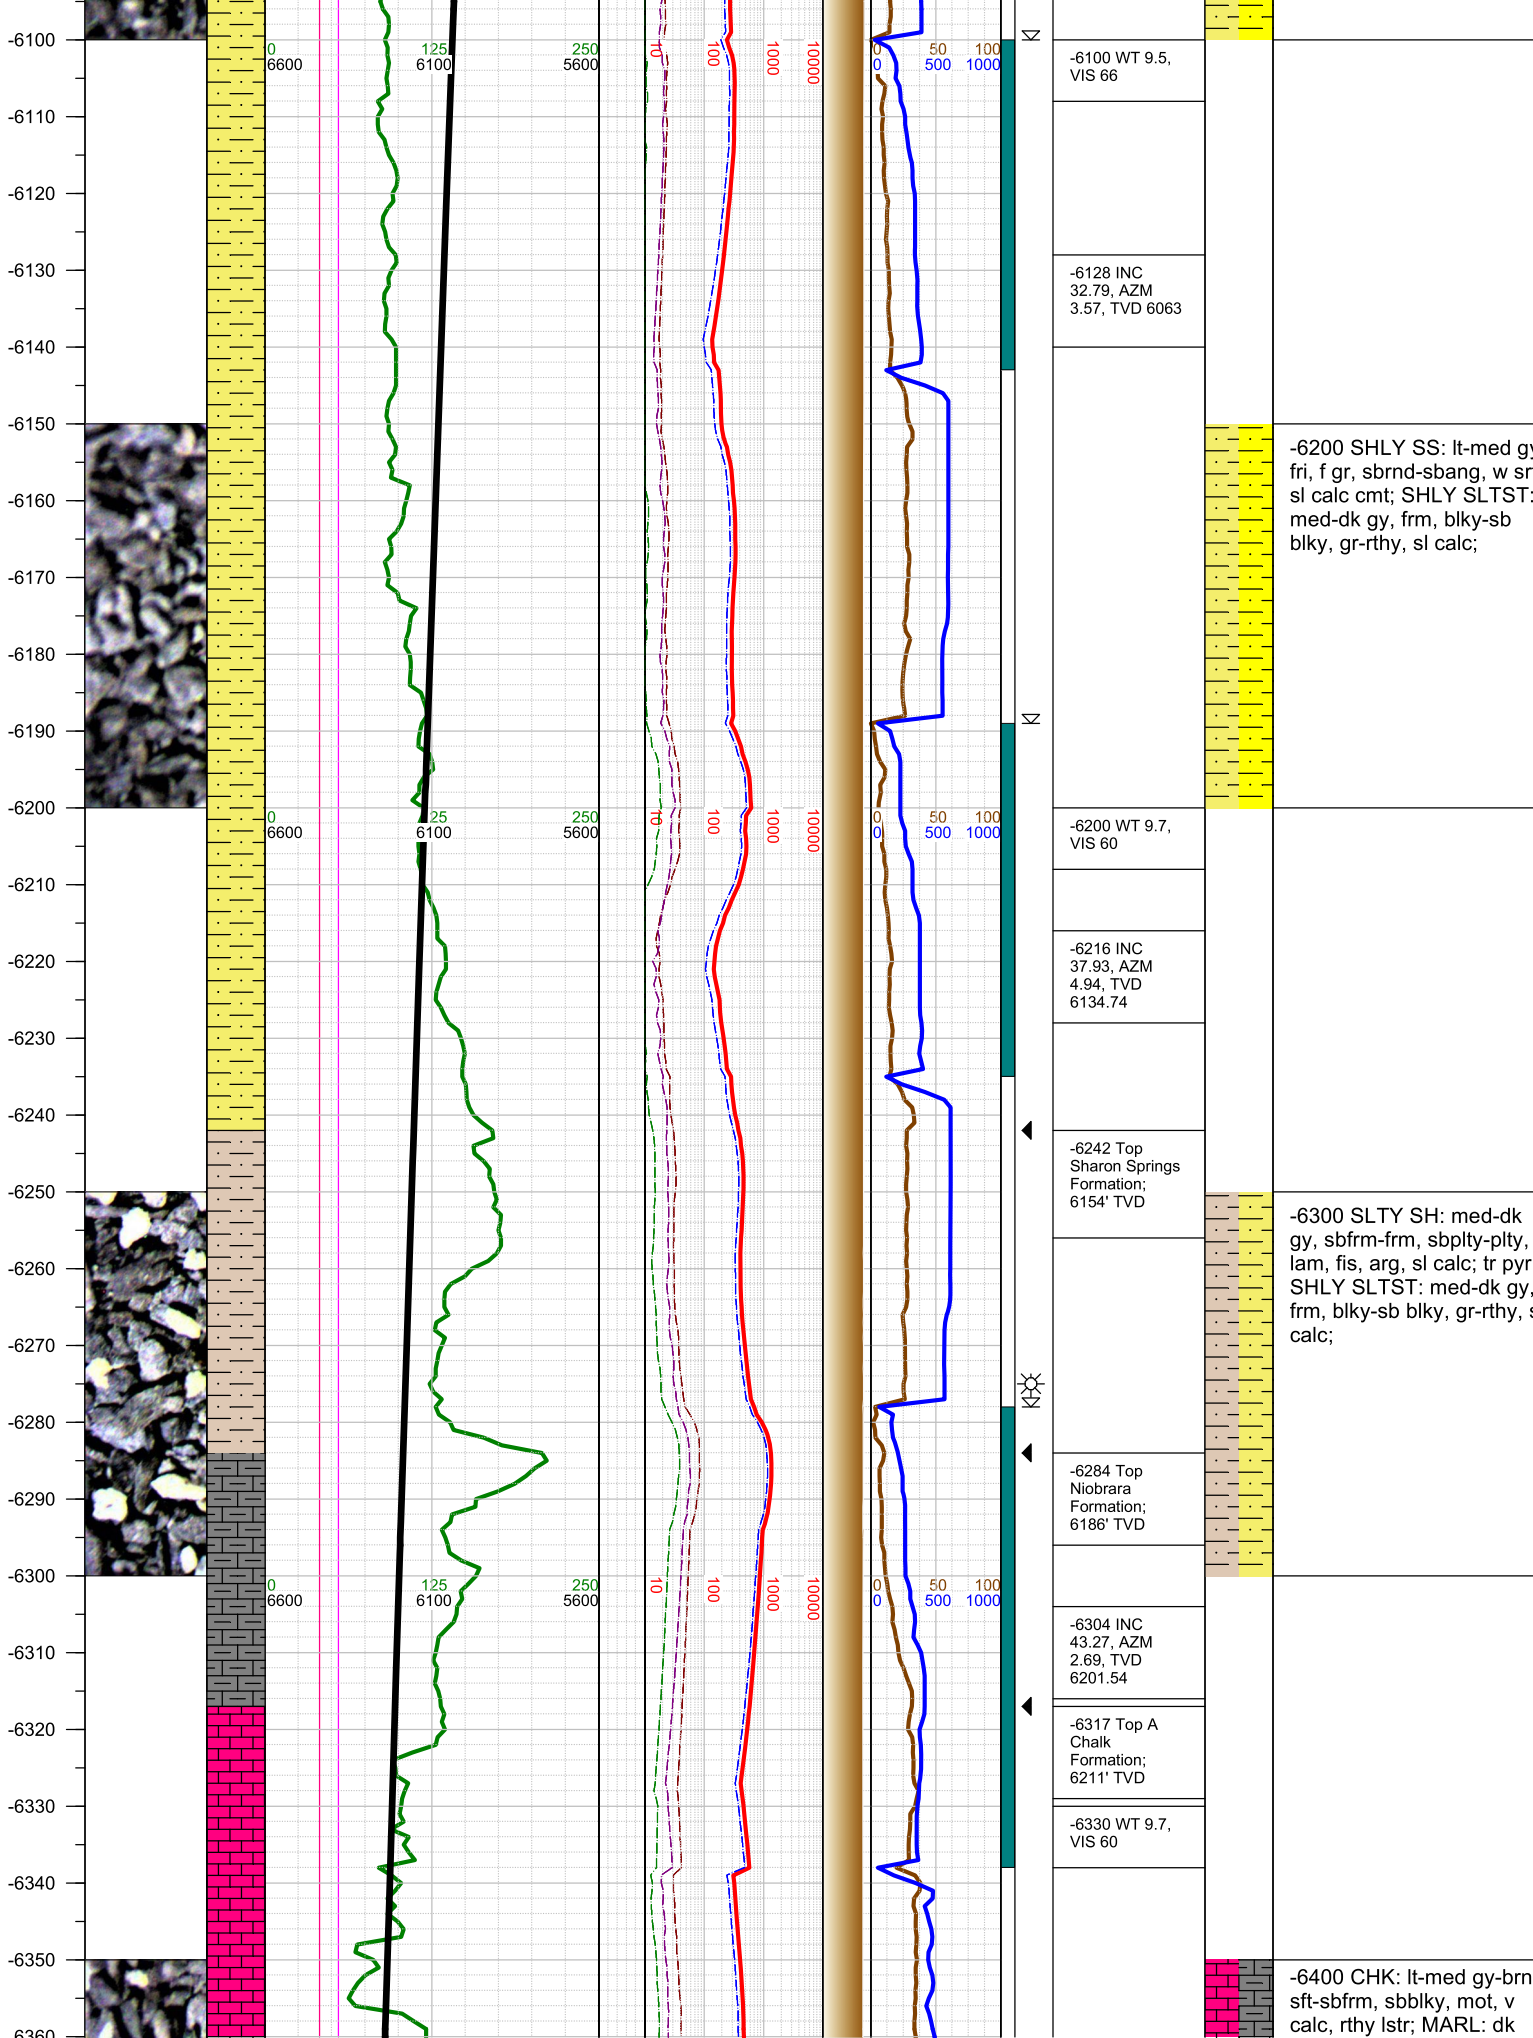 -6100
0 125 250
6600 6100 5600
10 100 1000 10000
0 50 100
0 500 1000
-6100 WT 9.5,
VIS 66
-6110
-6120
-6130
-6128 INC
32.79, AZM
3.57, TVD 6063
-6140
-6150
-6200 SHLY SS: lt-med gy
fri, f gr, sbrnd-sbang, w sr
sl calc cmt; SHLY SLTST:
med-dk gy, frm, blky-sb
blky, gr-rthy, sl calc;
-6160
-6170
-6180
-6190
-6200
0 125 250
6600 6100 5600
10 100 1000 10000
0 50 100
0 500 1000
-6200 WT 9.7,
VIS 60
-6210
-6220
-6216 INC
37.93, AZM
4.94, TVD
6134.74
-6230
-6240
-6242 Top
Sharon Springs
Formation;
6154' TVD
-6250
-6300 SLTY SH: med-dk
gy, sbfrm-frm, sbplty-plty,
lam, fis, arg, sl calc; tr pyr
SHLY SLTST: med-dk gy,
frm, blky-sb blky, gr-rthy, s
calc;
-6260
-6270
-6280
-6290
-6284 Top
Niobrara
Formation;
6186' TVD
-6300
0 125 250
6600 6100 5600
10 100 1000 10000
0 50 100
0 500 1000
-6304 INC
43.27, AZM
2.69, TVD
6201.54
-6310
-6320
-6317 Top A
Chalk
Formation;
6211' TVD
-6330
-6330 WT 9.7,
VIS 60
-6340
-6350
-6400 CHK: lt-med gy-brn
sft-sbfrm, sbblky, mot, v
calc, rthy lstr; MARL: dk
-6360